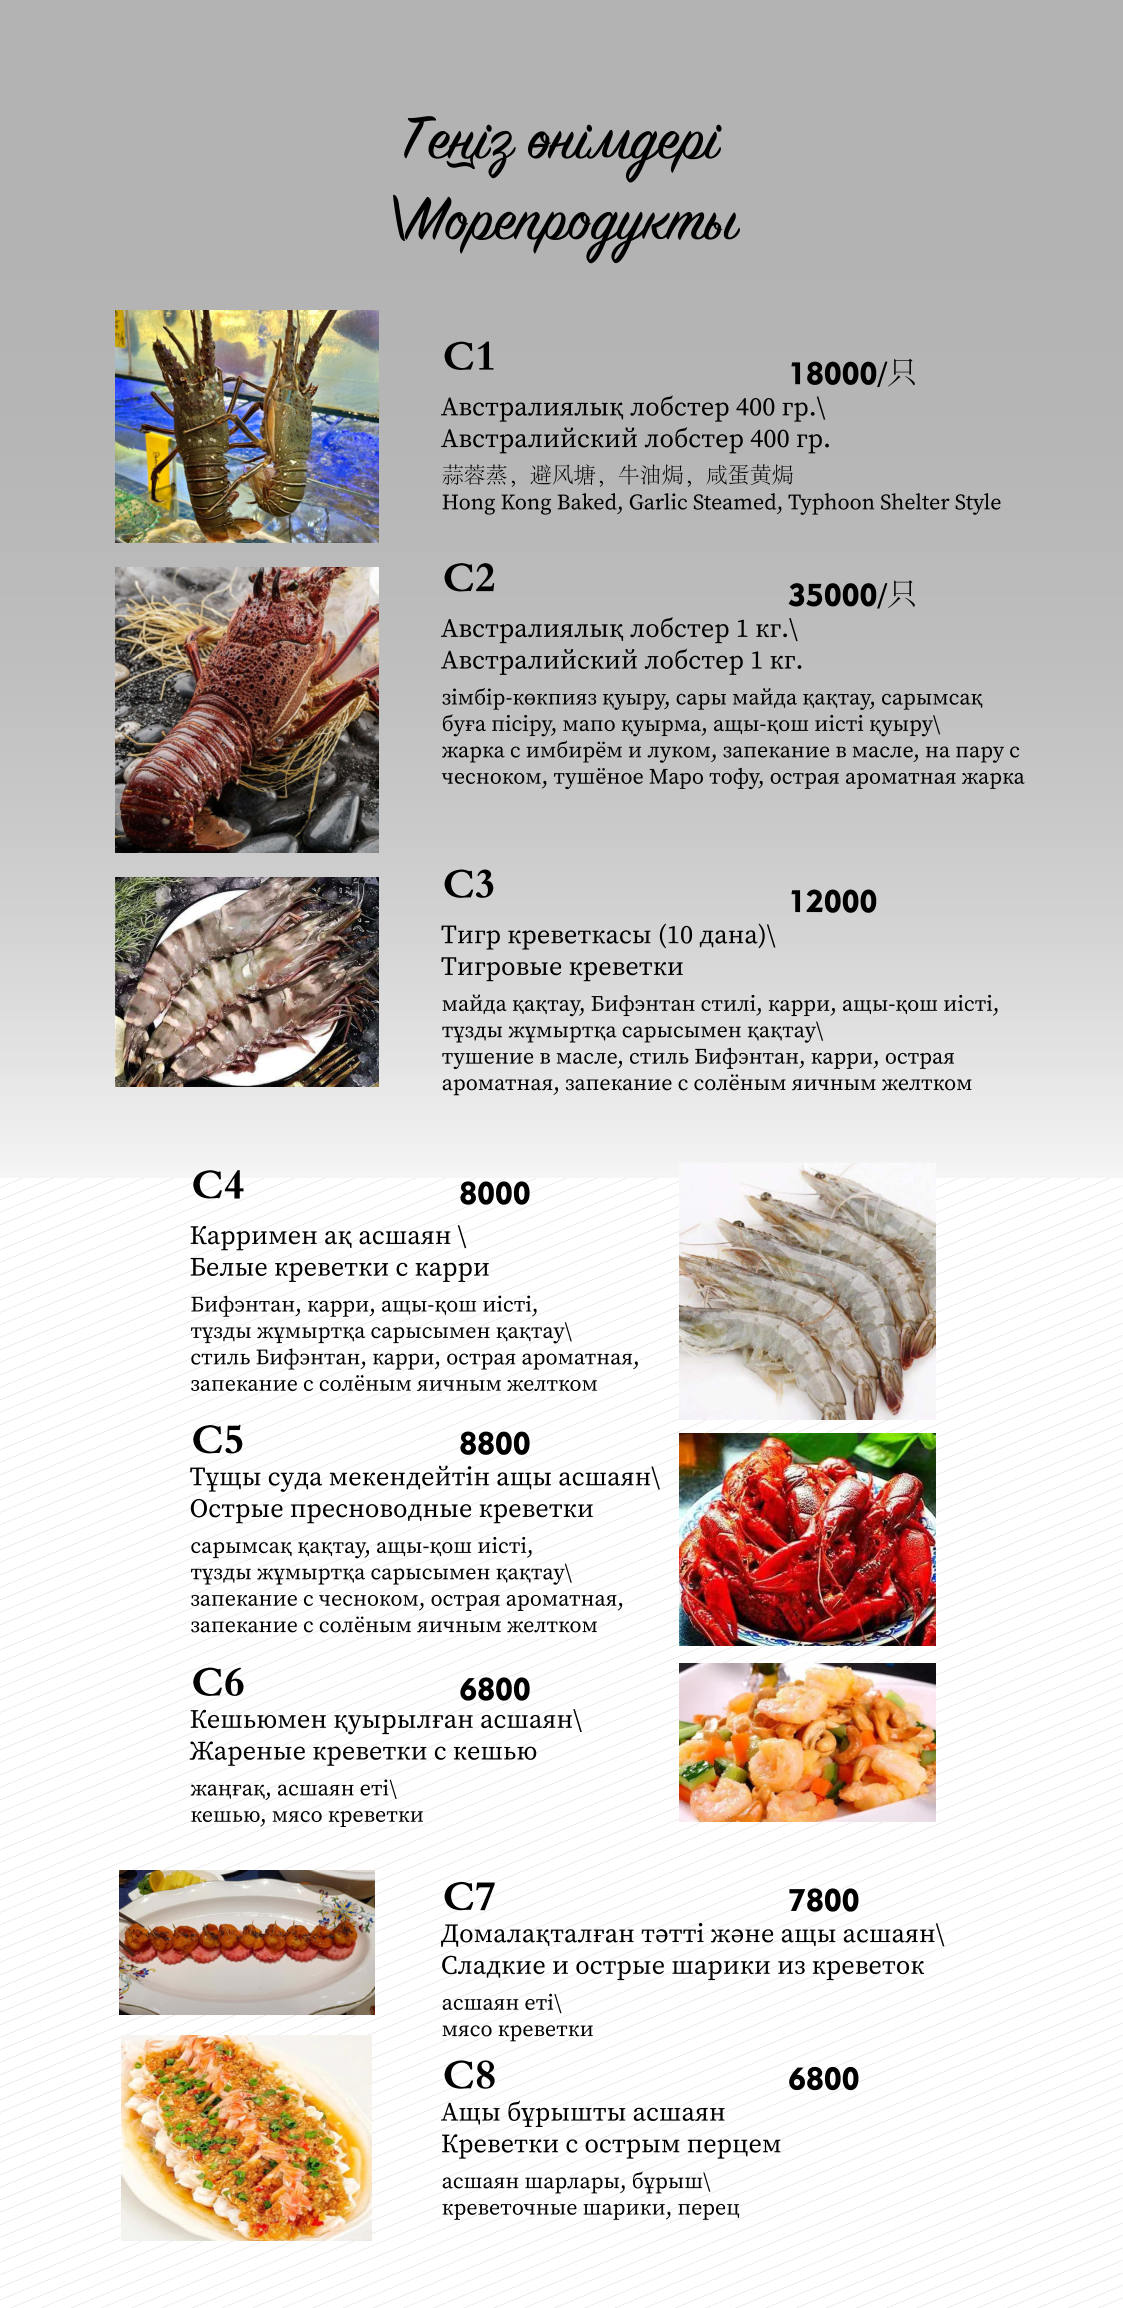 Теңіз өнімдері
\Морепродукты
C1
18000/只
Австралиялық лобстер 400 гр.\
Австралийский лобстер 400 гр.
蒜蓉蒸，避风塘，牛油焗，咸蛋黄焗
Hong Kong Baked, Garlic Steamed, Typhoon Shelter Style
C2
35000/只
Австралиялық лобстер 1 кг.\
Австралийский лобстер 1 кг.
зімбір-көкпияз қуыру, сары майда қақтау, сарымсақ
буға пісіру, мапо қуырма, ащы-қош иісті қуыру\
жарка с имбирём и луком, запекание в масле, на пару с
чесноком, тушёное Маро тофу, острая ароматная жарка
C3
12000
Тигр креветкасы (10 дана)\
Тигровые креветки
майда қақтау, Бифэнтан стилі, карри, ащы-қош иісті,
тұзды жұмыртқа сарысымен қақтау\
тушение в масле, стиль Бифэнтан, карри, острая
ароматная, запекание с солёным яичным желтком
C4
8000
Карримен ақ асшаян \
Белые креветки с карри
Бифэнтан, карри, ащы-қош иісті,
тұзды жұмыртқа сарысымен қақтау\
стиль Бифэнтан, карри, острая ароматная,
запекание с солёным яичным желтком
C5
8800
Тұщы суда мекендейтін ащы асшаян\
Острые пресноводные креветки
сарымсақ қақтау, ащы-қош иісті,
тұзды жұмыртқа сарысымен қақтау\
запекание с чесноком, острая ароматная,
запекание с солёным яичным желтком
C6
6800
Кешьюмен қуырылған асшаян\
Жареные креветки с кешью
жаңғақ, асшаян еті\
кешью, мясо креветки
C7
7800
Домалақталған тәтті және ащы асшаян\
Сладкие и острые шарики из креветок
асшаян еті\
мясо креветки
C8
6800
Ащы бұрышты асшаян
Креветки с острым перцем
асшаян шарлары, бұрыш\
креветочные шарики, перец